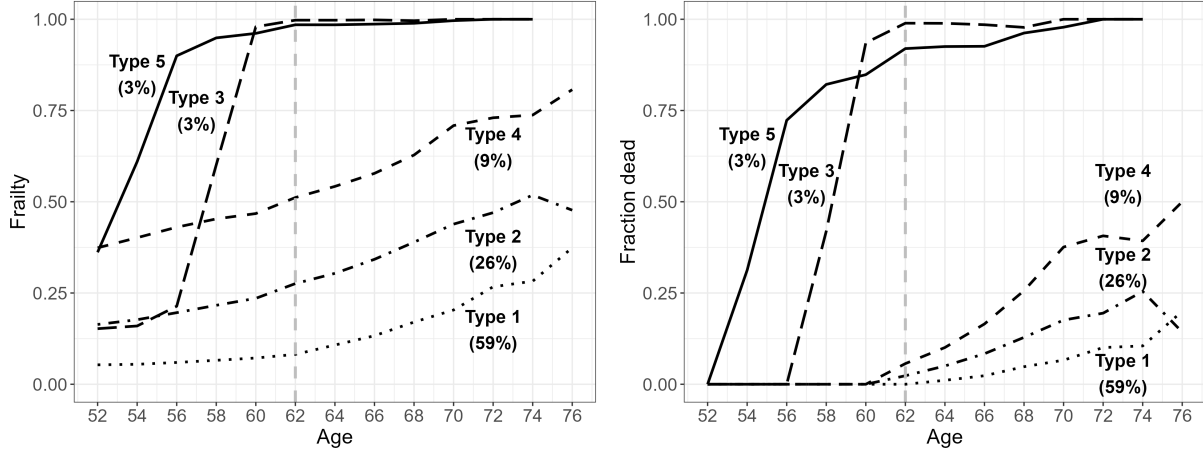 Frailty
1.00
0.75
0.50
0.25
0.00
Type 5
(3%)
Type 3
(3%)
Type 4
(9%)
Type 2
(26%)
Type 1
(59%)
52 54 56 58 60 62 64 66 68 70 72 74 76
Age
Fraction dead
1.00
0.75
0.50
0.25
0.00
Type 5
(3%)
Type 3
(3%)
Type 4
(9%)
Type 2
(26%)
Type 1
(59%)
52 54 56 58 60 62 64 66 68 70 72 74 76
Age